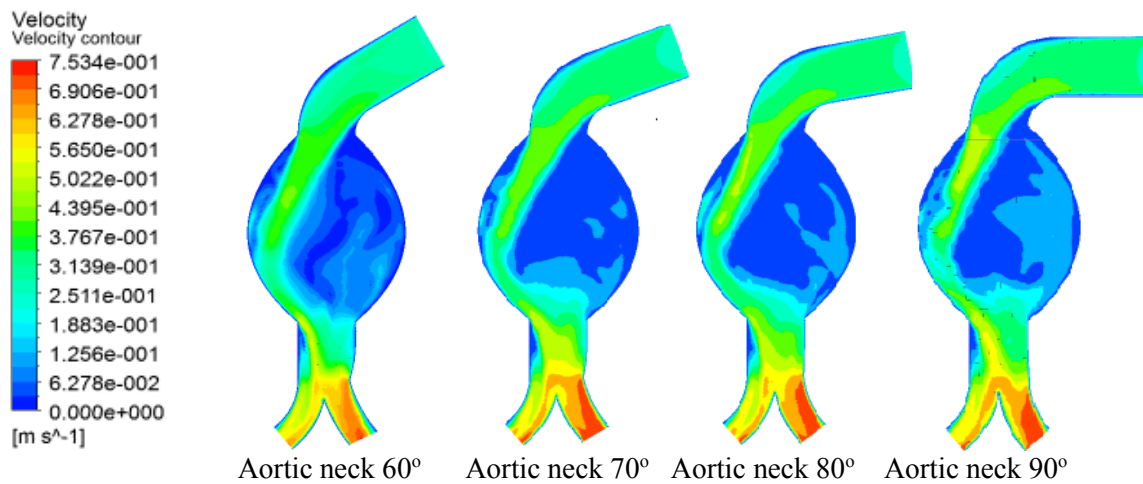 Velocity
Velocity contour
7.534e-001
6.906e-001
6.278e-001
5.650e-001
5.022e-001
4.395e-001
3.767e-001
3.139e-001
2.511e-001
1.883e-001
1.256e-001
6.278e-002
0.000e+000
[m s^-1]
Aortic neck 60º Aortic neck 70º Aortic neck 80º Aortic neck 90º